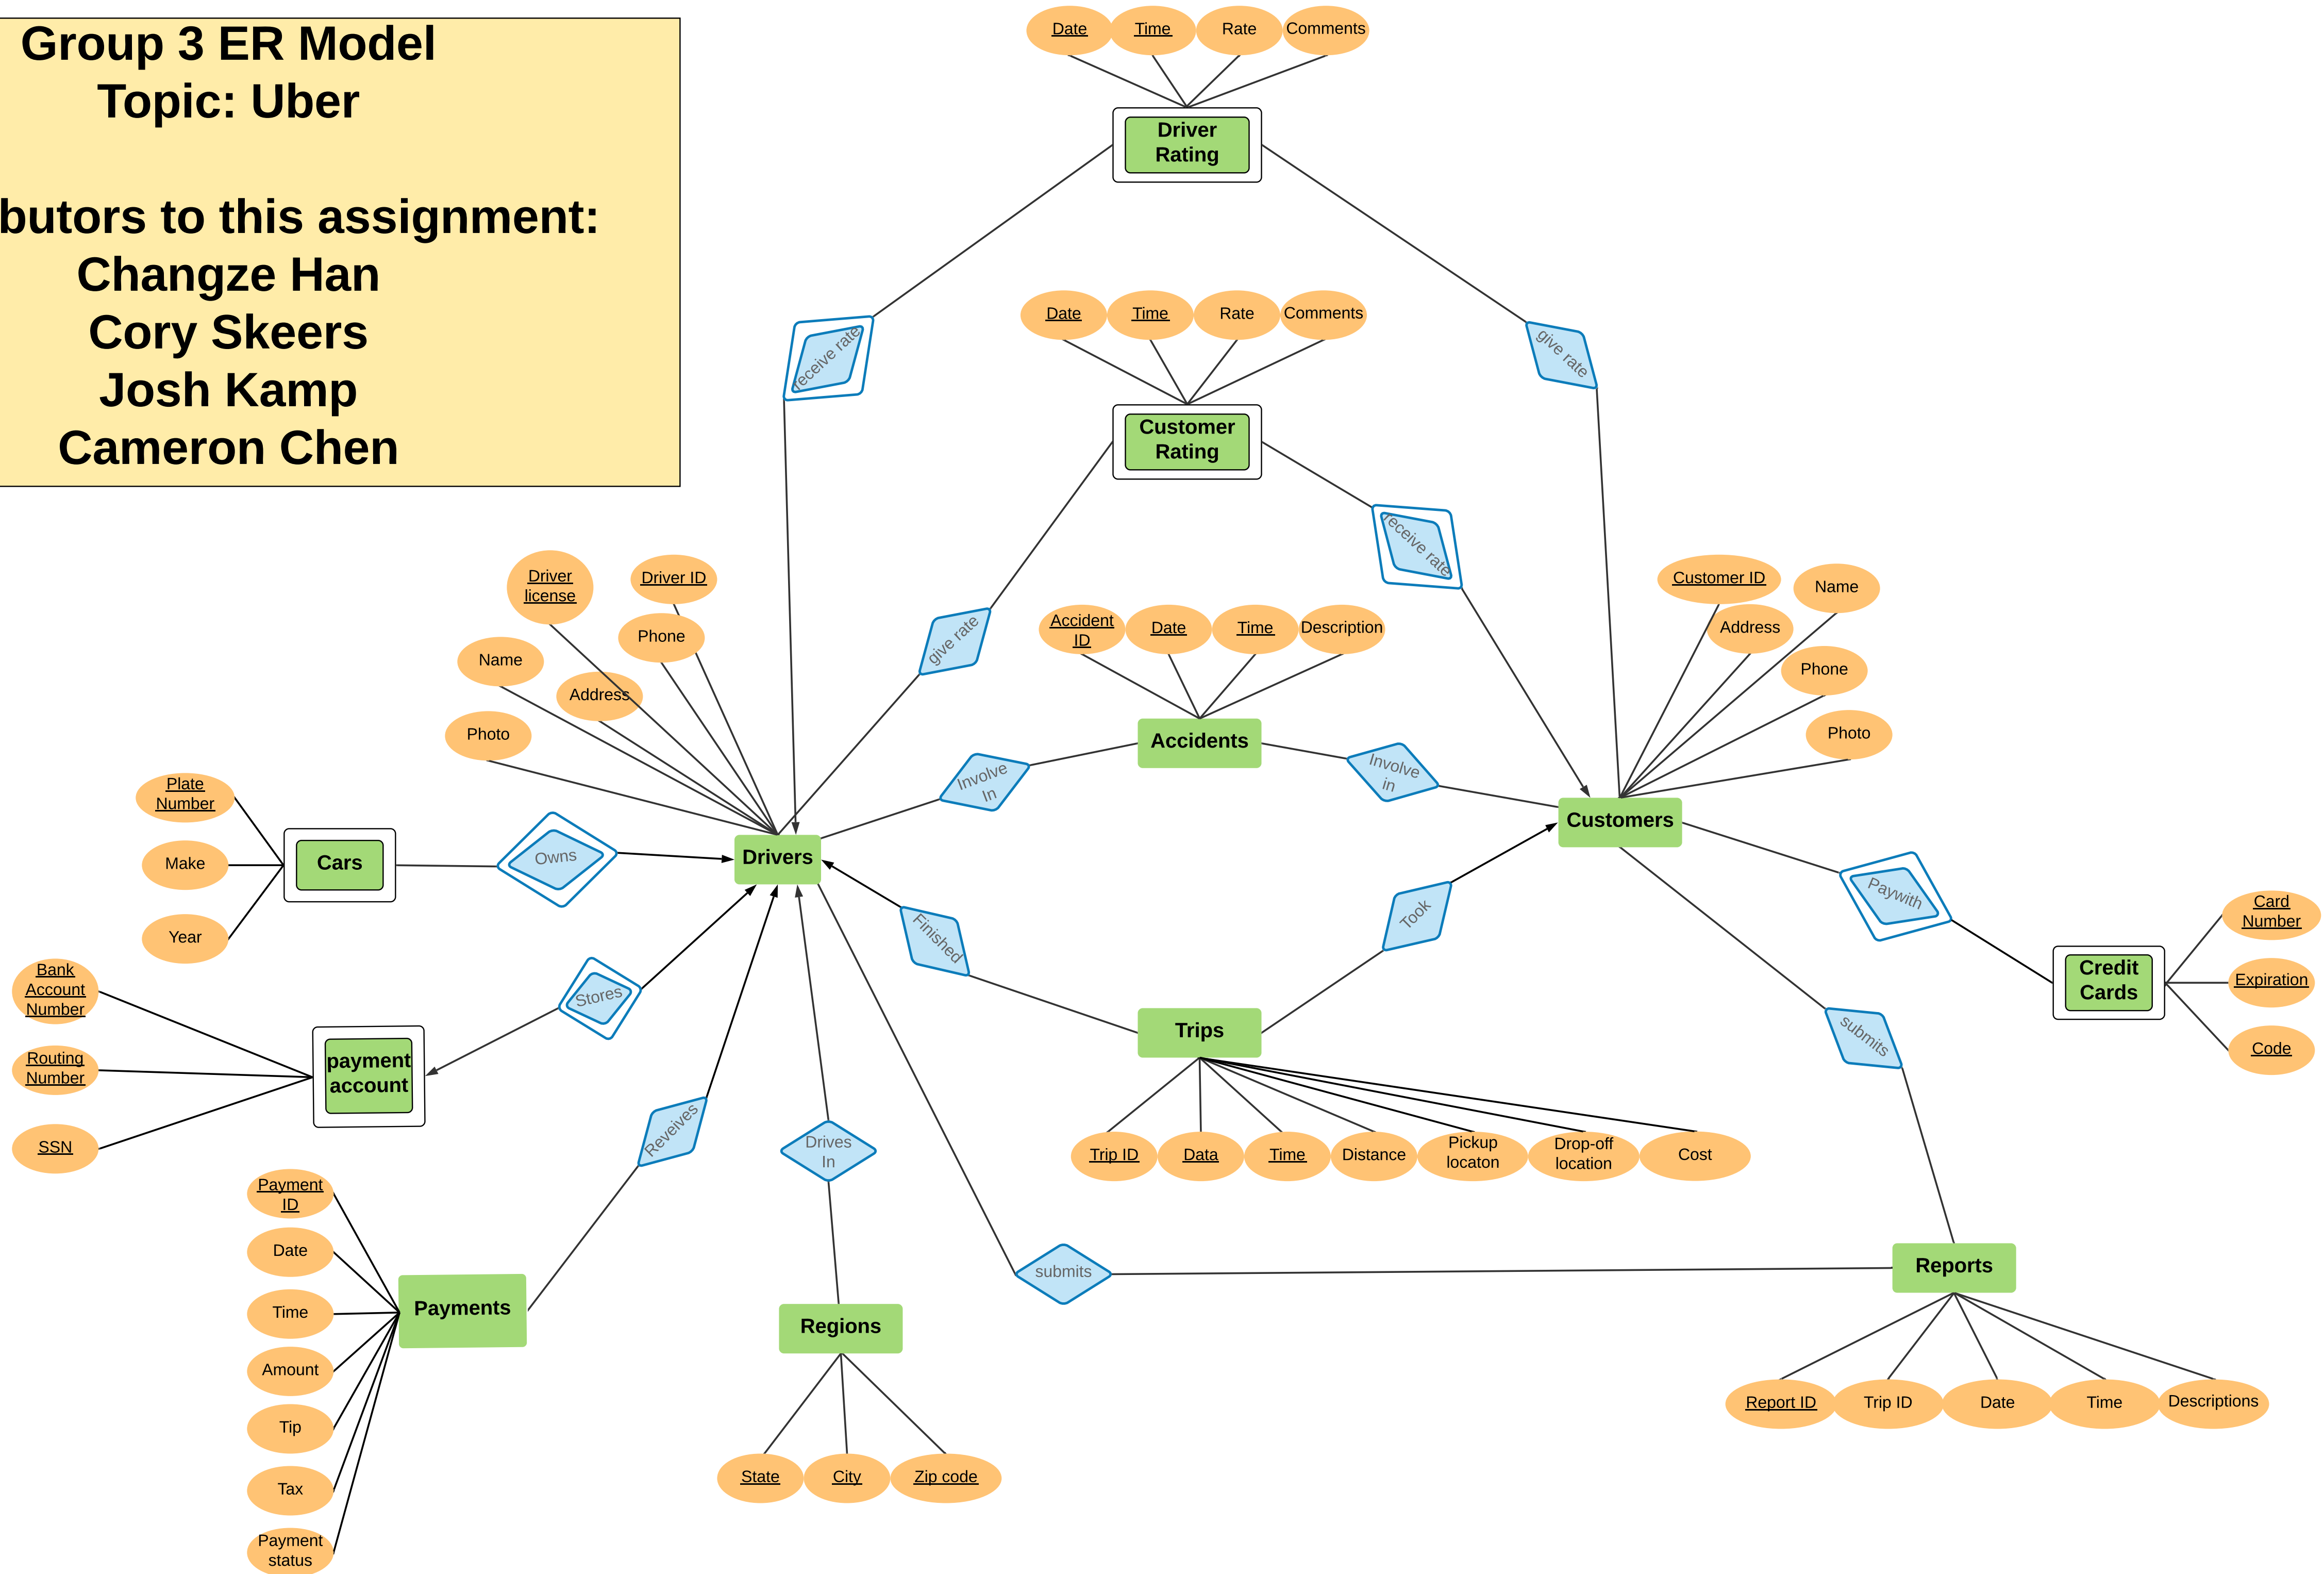 Group 3 ER Model
Topic: Uber
butors to this assignment:
Changze Han
Cory Skeers
Josh Kamp
Cameron Chen
Date
Time
Rate
Comments
Driver
Rating
receive rate
give rate
Date
Time
Rate
Comments
Customer
Rating
receive rate
give rate
Driver
license
Driver ID
Phone
Name
Address
Photo
Accident
ID
Date
Time
Description
Accidents
Involve
In
Involve
in
Customer ID
Name
Address
Phone
Photo
Customers
Plate
Number
Make
Year
Cars
Owns
Drivers
Bank
Account
Number
Routing
Number
SSN
payment
account
Stores
Finished
Took
Trips
Trip ID
Data
Time
Distance
Pickup
locaton
Drop-off
location
Cost
Paywith
Credit
Cards
Card
Number
Expiration
Code
submits
Reveives
Drives
In
submits
Payment
ID
Date
Time
Amount
Tip
Tax
Payment
status
Payments
Regions
State
City
Zip code
Reports
Report ID
Trip ID
Date
Time
Descriptions